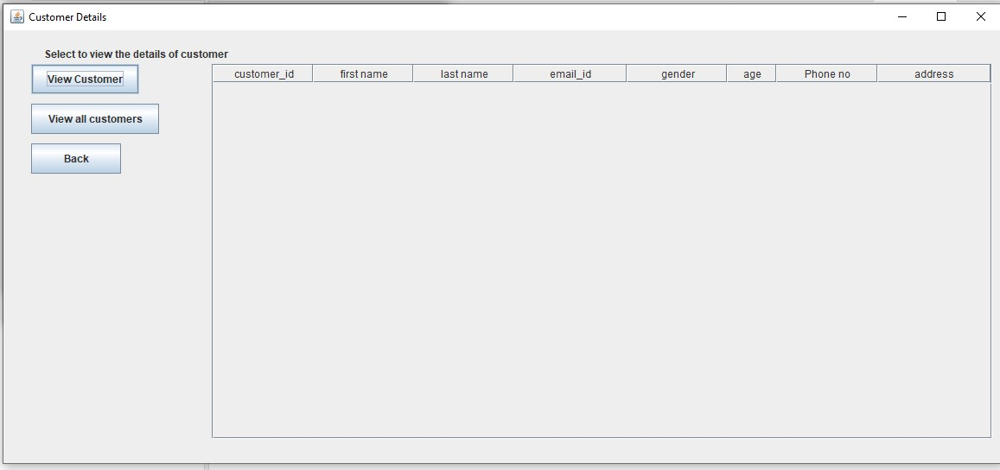 Customer Details
Select to view the details of customer
View Customer
View all customers
Back
customer_id first name last name email_id gender age Phone no address